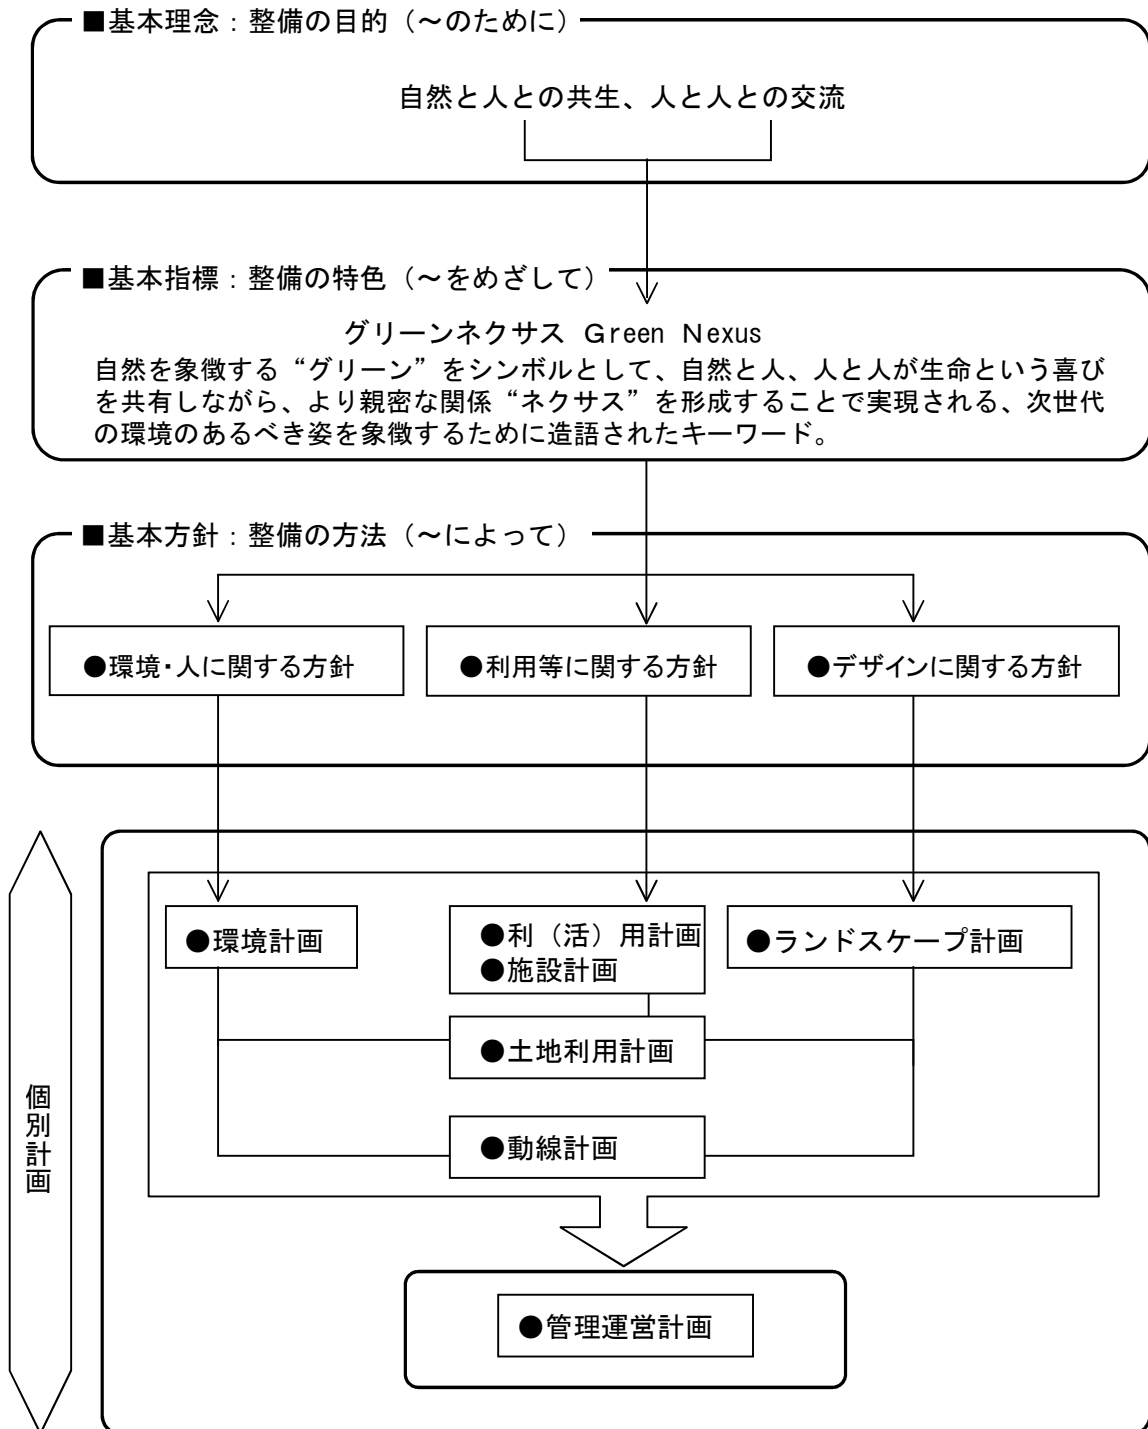 ■基本理念：整備の目的（～のために）
自然と人との共生、人と人との交流
■基本指標：整備の特色（～をめざして）
グリーンネクサス Green Nexus
自然を象徴する“グリーン”をシンボルとして、自然と人、人と人が生命という喜び
を共有しながら、より親密な関係“ネクサス”を形成することで実現される、次世代
の環境のあるべき姿を象徴するために造語されたキーワード。
■基本方針：整備の方法（～によって）
●環境・人に関する方針
●利用等に関する方針
●デザインに関する方針
個別計画
●環境計画
●利（活）用計画
●施設計画
●ランドスケープ計画
●土地利用計画
●動線計画
●管理運営計画